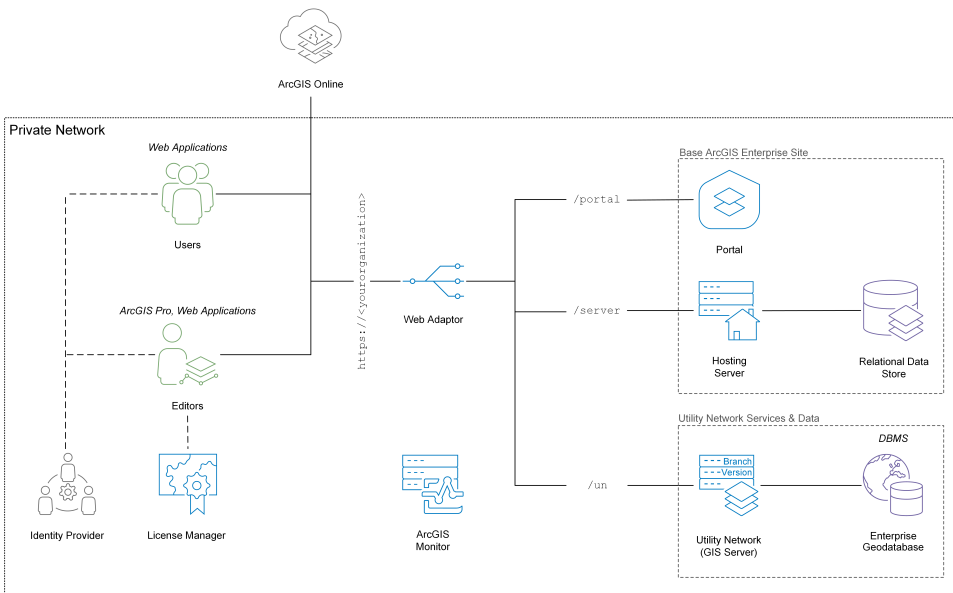 ArcGIS Online
Private Network
Web Applications
Users
ArcGIS Pro, Web Applications
Editors
Identity Provider
License Manager
https://<yourorganization>
Web Adaptor
ArcGIS
Monitor
/portal
/server
/un
Base ArcGIS Enterprise Site
Portal
Hosting
Server
Relational Data
Store
Utility Network Services & Data
DBMS
Branch
Version
Utility Network
(GIS Server)
Enterprise
Geodatabase